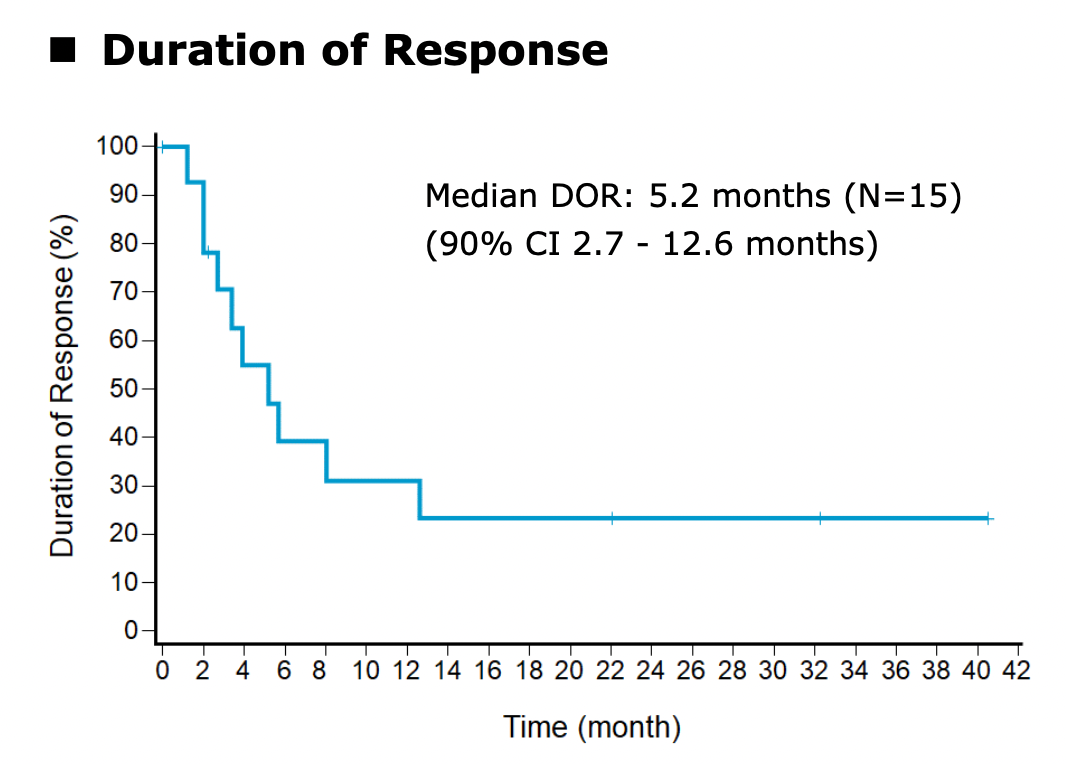 ■ Duration of Response
Median DOR: 5.2 months (N=15)
(90% CI 2.7 - 12.6 months)
Duration of Response (%)
100
90
80
70
60
50
40
30
20
10
0
0 2 4 6 8 10 12 14 16 18 20 22 24 26 28 30 32 34 36 38 40 42
Time (month)